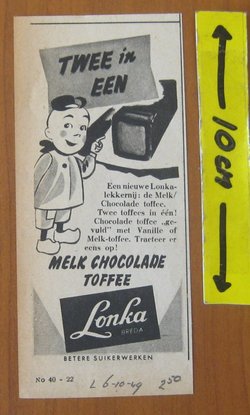 TWEE in
EEN
Een nieuwe Lonka-
lekkernij: de Melk/
Chocolade toffee.
Twee toffees in één!
Chocolade toffee „ge-
vuld” met Vanille of
Melk-toffee. Tracteer er
eens op!
MELK CHOCOLADE
TOFFEE
Lonka
BREDA
BETERE SUIKERWERKEN
No 49 - 22
L 6-10-49
250
10cm